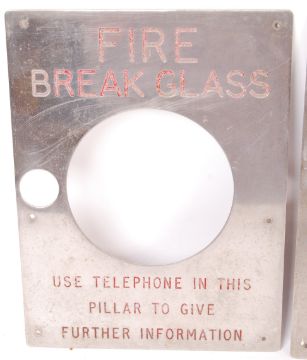 FIRE
BREAK GLASS
USE TELEPHONE IN THIS
PILLAR TO GIVE
FURTHER INFORMATION